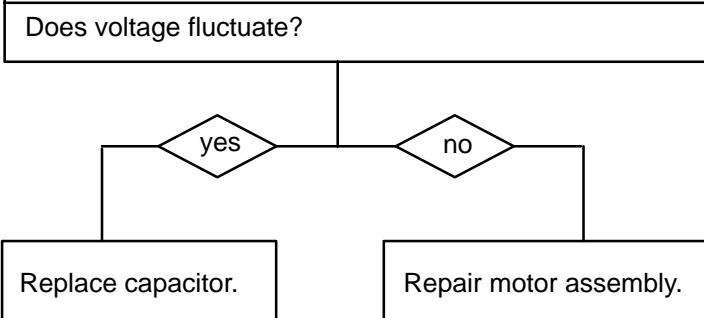 Does voltage fluctuate?
yes
no
Replace capacitor.
Repair motor assembly.